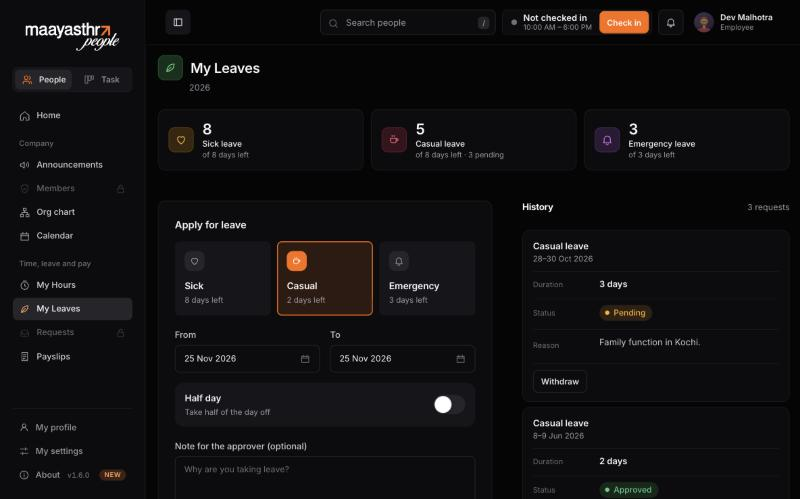 maayasthr
people
Search people
/
Not checked in
10:00 AM – 6:00 PM
Check in
Dev Malhotra
Employee
People
Task
Home
Company
Announcements
Members
Org chart
Calendar
Time, leave and pay
My Hours
My Leaves
Requests
Payslips
My profile
My settings
About v1.6.0 NEW
My Leaves
2026
8
Sick leave
of 8 days left
5
Casual leave
of 8 days left · 3 pending
3
Emergency leave
of 3 days left
Apply for leave
Sick
8 days left
Casual
2 days left
Emergency
3 days left
From
25 Nov 2026
To
25 Nov 2026
Half day
Take half of the day off
Note for the approver (optional)
Why are you taking leave?
History
3 requests
Casual leave
28–30 Oct 2026
Duration 3 days
Status Pending
Reason Family function in Kochi.
Withdraw
Casual leave
8–9 Jun 2026
Duration 2 days
Status Approved